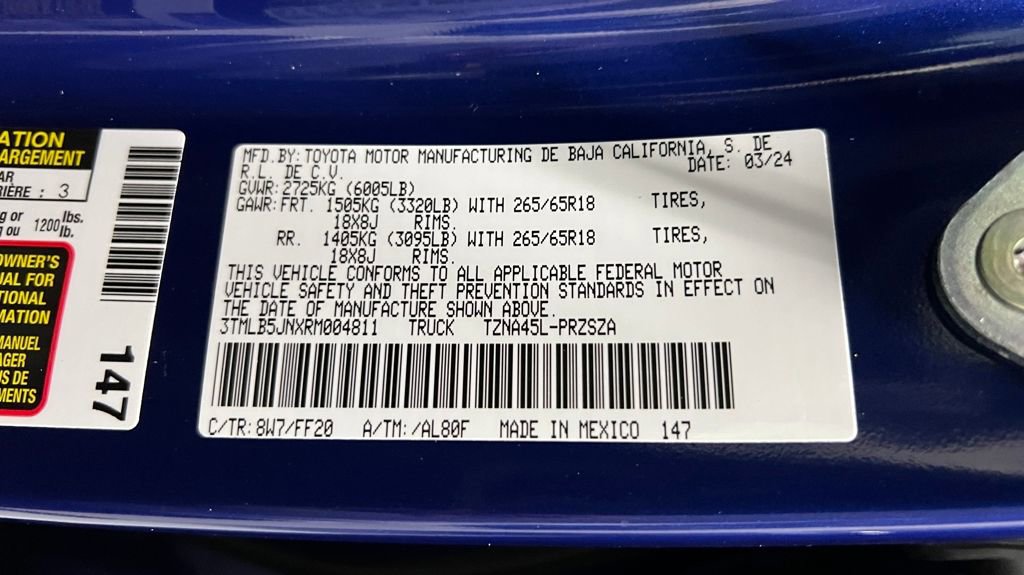 ATION
ARGEMENT
AR
RIÈRE : 3
g or 1200 lbs.
g ou lb.
OWNER'S
UAL FOR
TIONAL
MATION
MANUEL
AGER
US DE
MENTS
147
MFD.BY:TOYOTA MOTOR MANUFACTURING DE BAJA CALIFORNIA, S. DE
R.L. DE C.V. DATE: 03/24
GVWR:2725KG (6005LB)
GAWR:FRT. 1505KG (3320LB) WITH 265/65R18 TIRES,
18X8J RIMS.
RR. 1405KG (3095LB) WITH 265/65R18 TIRES,
18X8J RIMS.
THIS VEHICLE CONFORMS TO ALL APPLICABLE FEDERAL MOTOR
VEHICLE SAFETY AND THEFT PREVENTION STANDARDS IN EFFECT ON
THE DATE OF MANUFACTURE SHOWN ABOVE.
3TMLB5JNXRM004811 TRUCK TZNA45L-PRZSZA
C/TR:8W7/FF20 A/TM:/AL80F MADE IN MEXICO 147